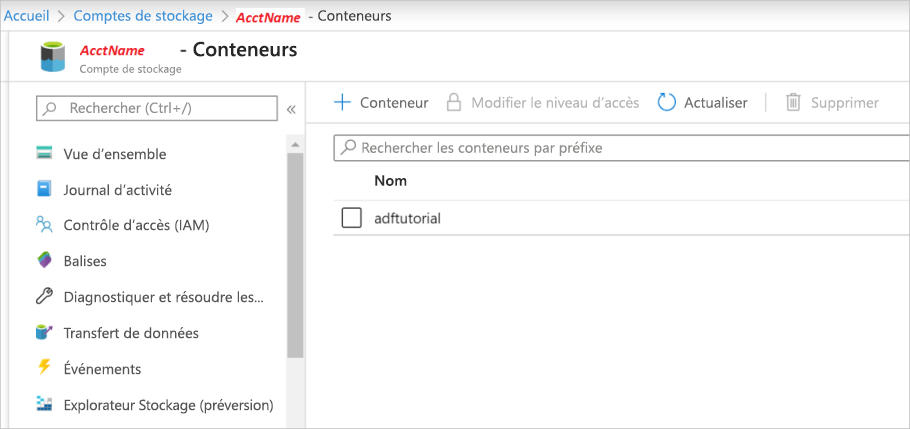 Accueil > Comptes de stockage > AcctName - Conteneurs
AcctName - Conteneurs
Compte de stockage
Rechercher (Ctrl+/) «
+ Conteneur Modifier le niveau d’accès Actualiser Supprimer
Rechercher les conteneurs par préfixe
Nom
adftutorial
Vue d’ensemble
Journal d’activité
Contrôle d’accès (IAM)
Balises
Diagnostiquer et résoudre les...
Transfert de données
Événements
Explorateur Stockage (préversion)